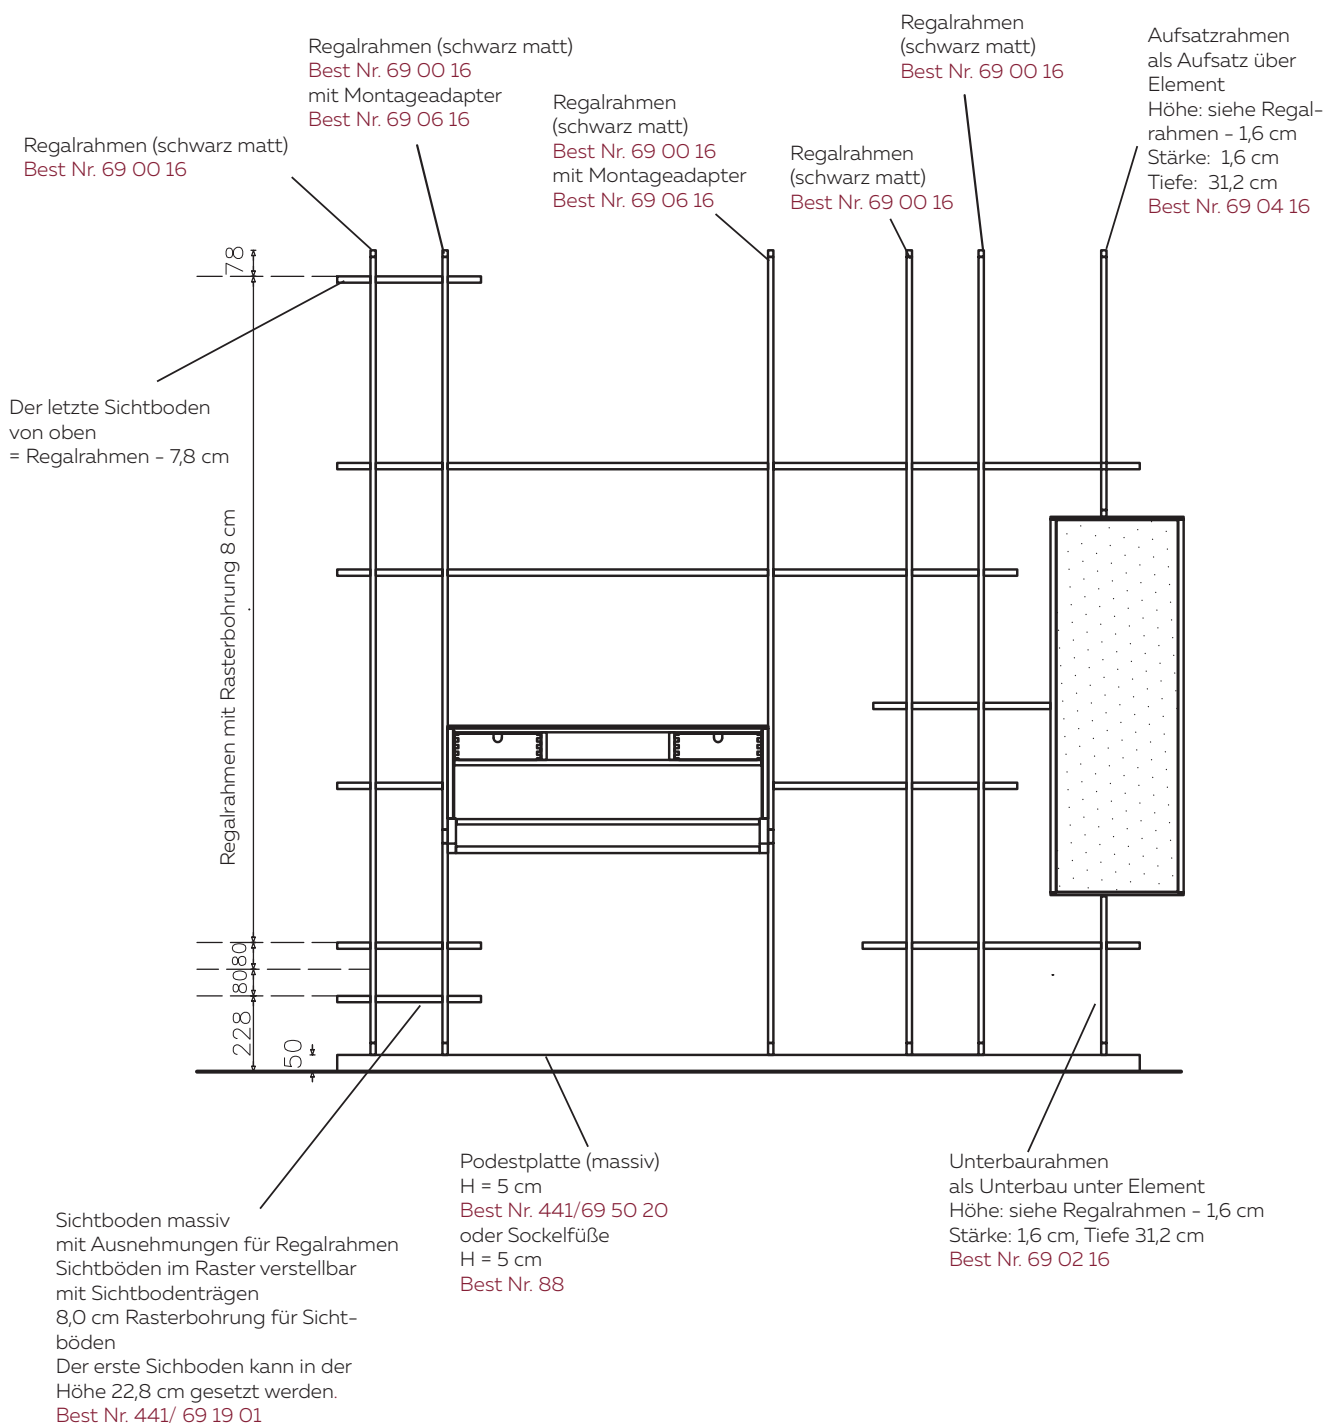 Regalrahmen (schwarz matt)
Best Nr. 69 00 16
Regalrahmen (schwarz matt)
Best Nr. 69 00 16
mit Montageadapter
Best Nr. 69 06 16
Regalrahmen
(schwarz matt)
Best Nr. 69 00 16
mit Montageadapter
Best Nr. 69 06 16
Regalrahmen
(schwarz matt)
Best Nr. 69 00 16
Regalrahmen
(schwarz matt)
Best Nr. 69 00 16
Aufsatzrahmen
als Aufsatz über
Element
Höhe: siehe Regal-
rahmen - 1,6 cm
Stärke: 1,6 cm
Tiefe: 31,2 cm
Best Nr. 69 04 16
78
Der letzte Sichtboden
von oben
= Regalrahmen - 7,8 cm
Regalrahmen mit Rasterbohrung 8 cm
80
80
228
50
Sichtboden massiv
mit Ausnehmungen für Regalrahmen
Sichtböden im Raster verstellbar
mit Sichtbodenträgen
8,0 cm Rasterbohrung für Sicht-
böden
Der erste Sichboden kann in der
Höhe 22,8 cm gesetzt werden.
Best Nr. 441/ 69 19 01
Podestplatte (massiv)
H = 5 cm
Best Nr. 441/69 50 20
oder Sockelfüße
H = 5 cm
Best Nr. 88
Unterbaurahmen
als Unterbau unter Element
Höhe: siehe Regalrahmen - 1,6 cm
Stärke: 1,6 cm, Tiefe 31,2 cm
Best Nr. 69 02 16